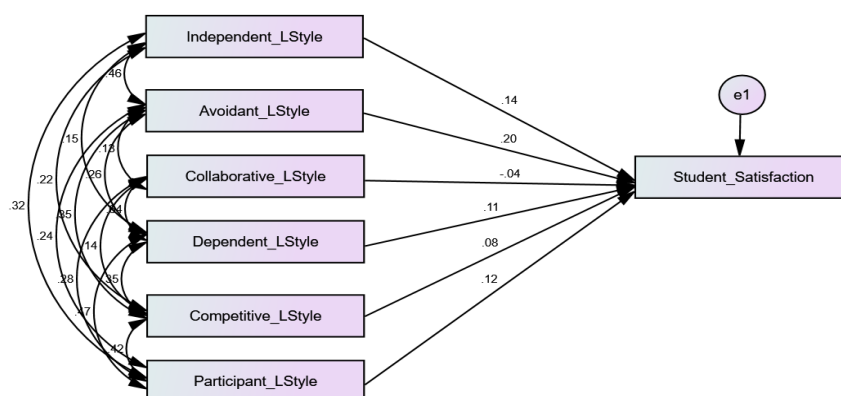 Independent_LStyle
.46
.14
e1
Avoidant_LStyle
.20
.15
.13
Collaborative_LStyle
-.04
Student_Satisfaction
.22
.26
.32
.35
.24
.14
Dependent_LStyle
.11
.08
.28
.35
.12
Competitive_LStyle
.47
.42
Participant_LStyle